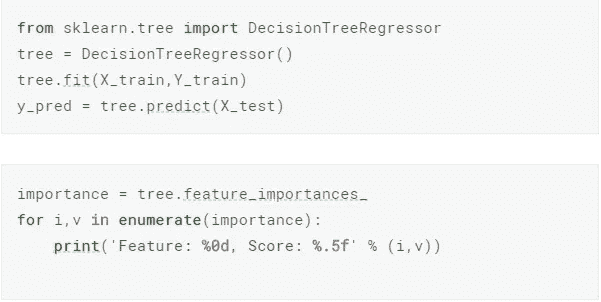 from sklearn.tree import DecisionTreeRegressor
tree = DecisionTreeRegressor()
tree.fit(X_train,Y_train)
y_pred = tree.predict(X_test)
importance = tree.feature_importances_
for i,v in enumerate(importance):
    print('Feature: %0d, Score: %.5f' % (i,v))